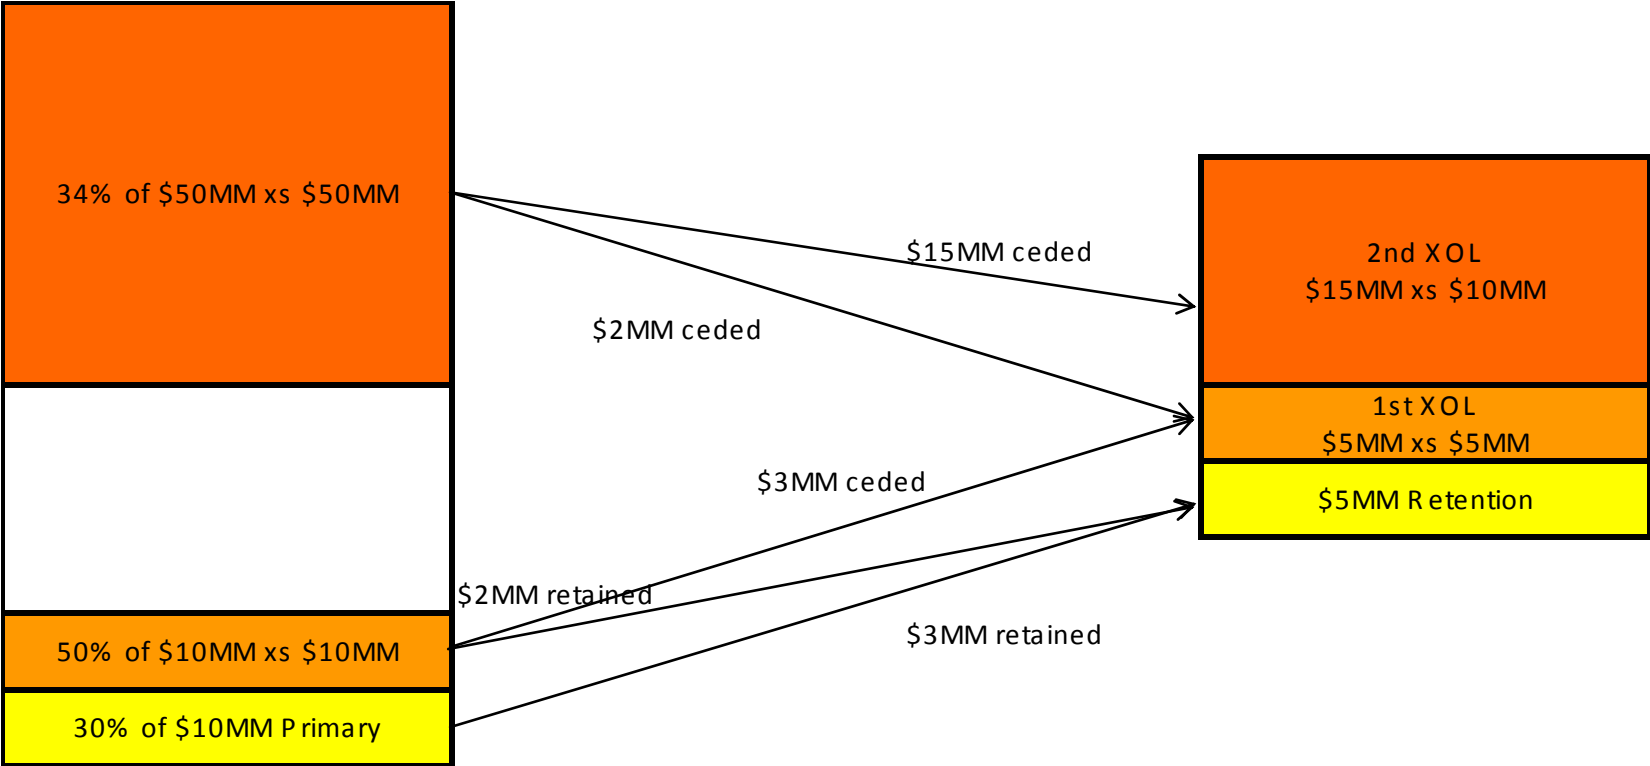 34% of $50MM xs $50MM
$15MM ceded
2nd XOL
$15MM xs $10MM
$2MM ceded
1st XOL
$5MM xs $5MM
$3MM ceded
$5MM Retention
$2MM retained
$3MM retained
50% of $10MM xs $10MM
30% of $10MM Primary